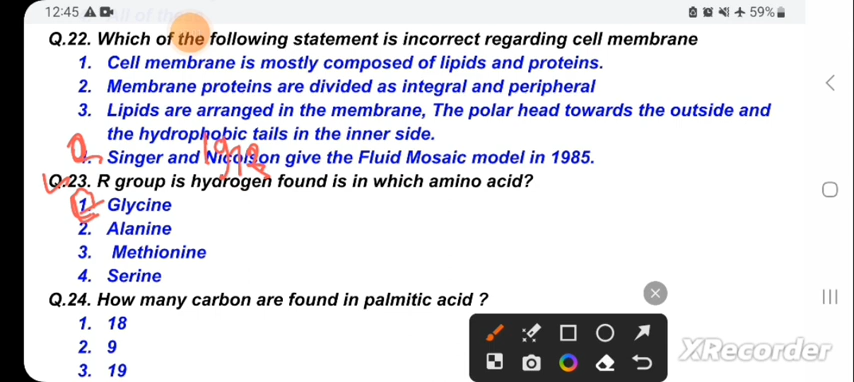 12:45 59%
All of these
Q.22. Which of the following statement is incorrect regarding cell membrane
1. Cell membrane is mostly composed of lipids and proteins.
2. Membrane proteins are divided as integral and peripheral
3. Lipids are arranged in the membrane, The polar head towards the outside and
the hydrophobic tails in the inner side.
Singer and Nicolson give the Fluid Mosaic model in 1985.
1972
Q.23. R group is hydrogen found is in which amino acid?
1. Glycine
2. Alanine
3. Methionine
4. Serine
Q.24. How many carbon are found in palmitic acid ?
1. 18
2. 9
3. 19
XRecorder